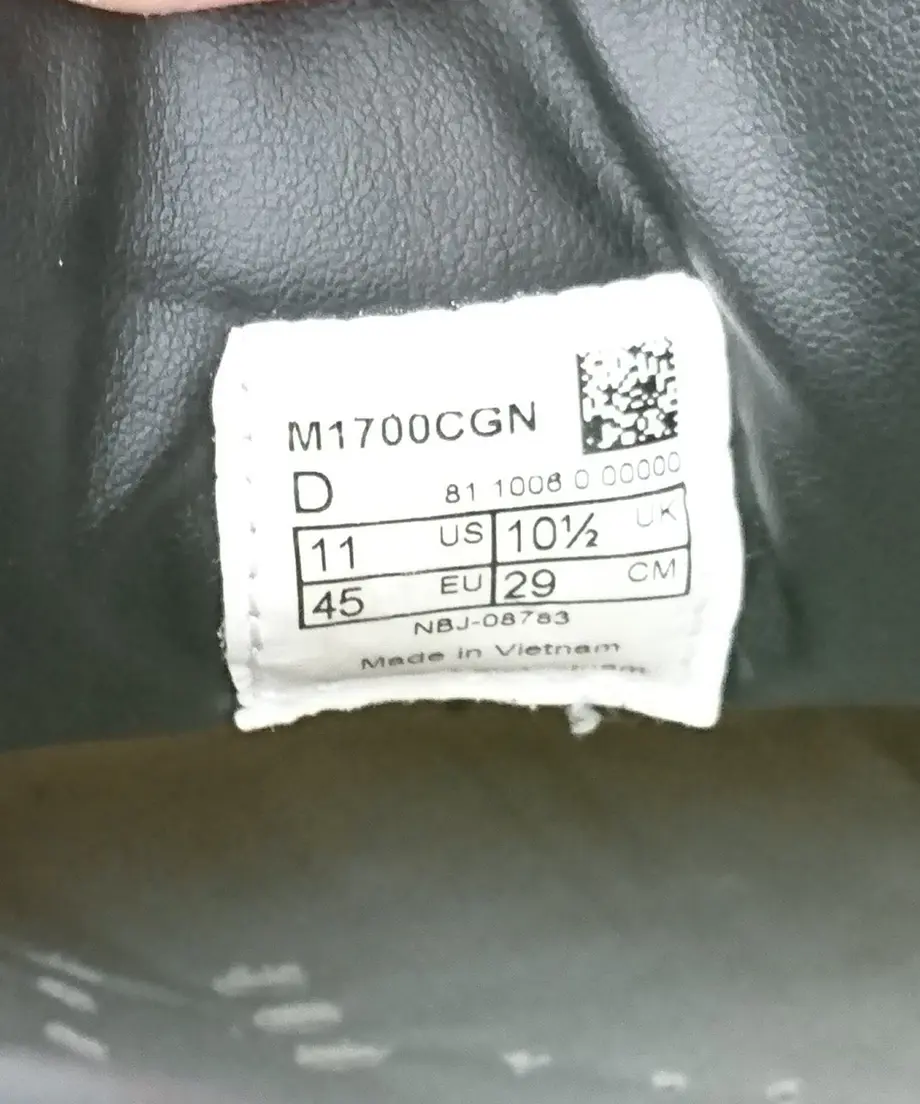 M1700CGN
D 81 1008 0 00000
11 US 10½ UK
45 EU 29 CM
NBJ-08783
Made in Vietnam